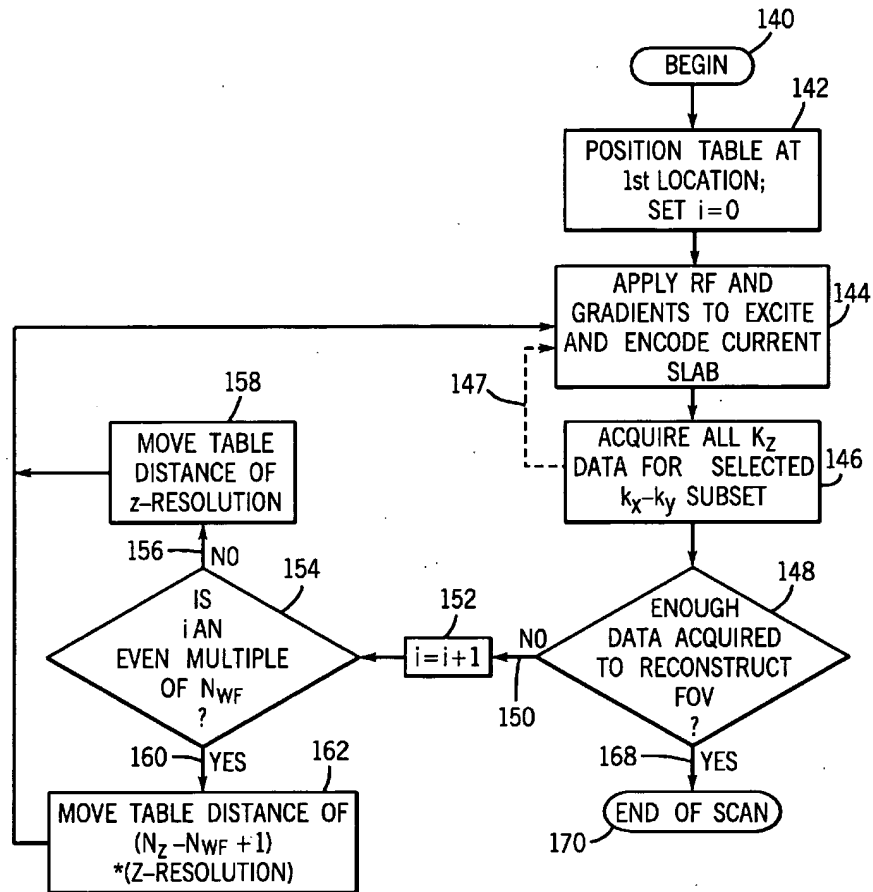 140
BEGIN
142
POSITION TABLE AT
1st LOCATION;
SET i=0
APPLY RF AND
GRADIENTS TO EXCITE
AND ENCODE CURRENT
SLAB
144
147
ACQUIRE ALL Kz
DATA FOR SELECTED
kx–ky SUBSET
146
158
MOVE TABLE
DISTANCE OF
z–RESOLUTION
156
NO
154
IS
i AN
EVEN MULTIPLE
OF NWF
?
152
i=i+1
NO
150
148
ENOUGH
DATA ACQUIRED
TO RECONSTRUCT
FOV
?
160
YES
162
MOVE TABLE DISTANCE OF
(Nz–NWF+1)
*(Z–RESOLUTION)
168
YES
END OF SCAN
170